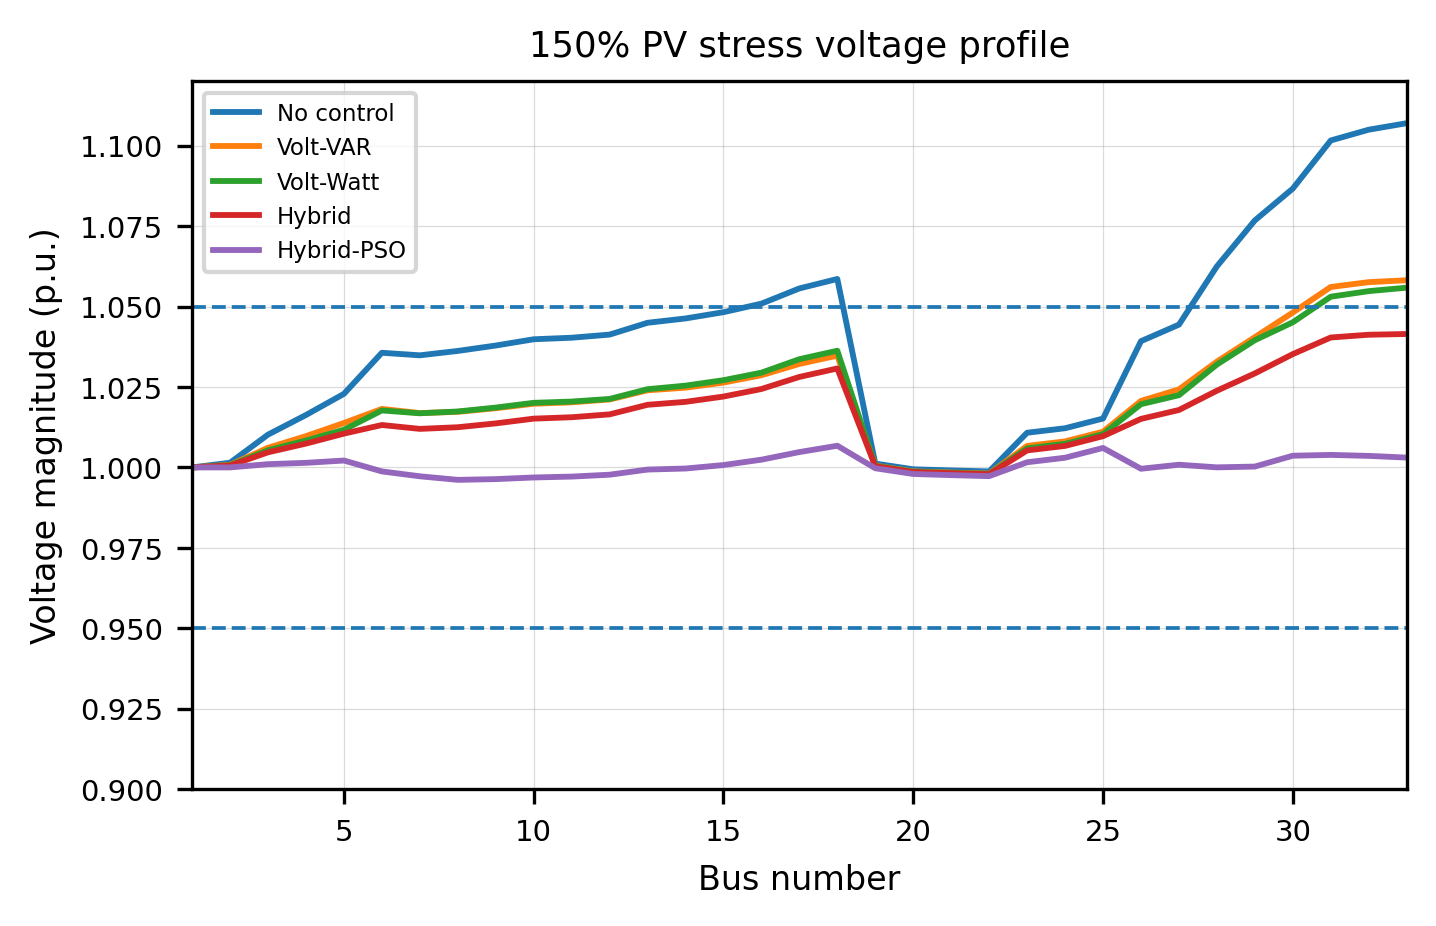 150% PV stress voltage profile
No control
Volt-VAR
Volt-Watt
Hybrid
Hybrid-PSO
Voltage magnitude (p.u.)
1.100
1.075
1.050
1.025
1.000
0.975
0.950
0.925
0.900
5 10 15 20 25 30
Bus number